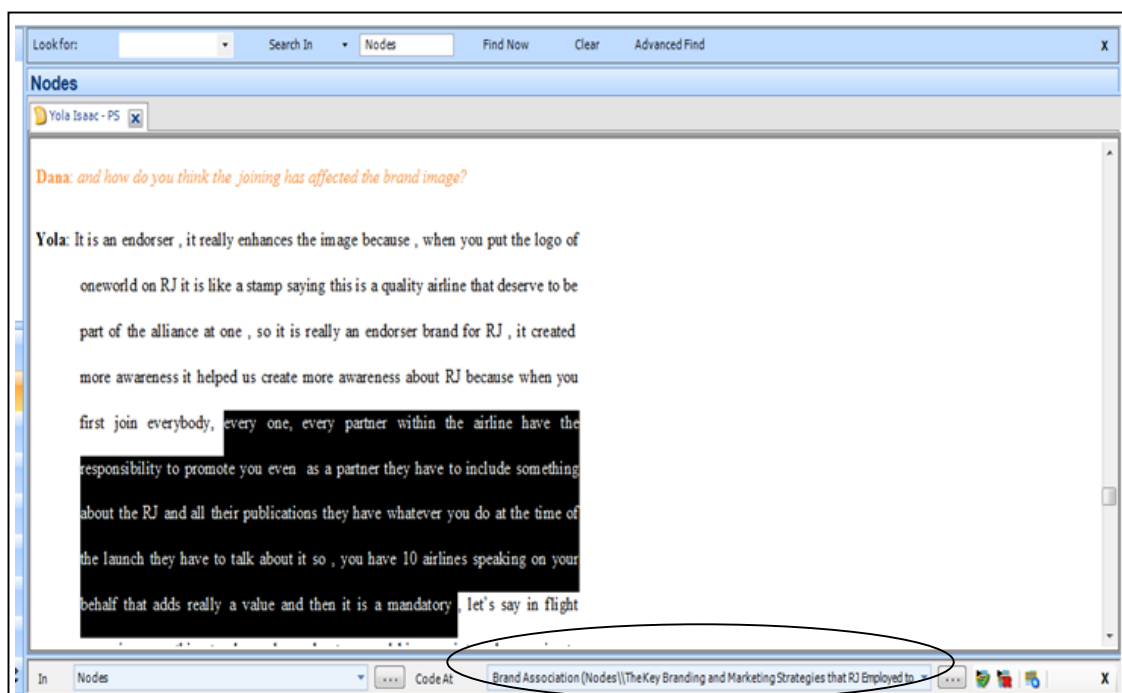 Look for: Search In Nodes Find Now Clear Advanced Find X
Nodes
Yola Isaac - PS x
Dana: and how do you think the joining has affected the brand image?
Yola: It is an endorser , it really enhances the image because , when you put the logo of
oneworld on RJ it is like a stamp saying this is a quality airline that deserve to be
part of the alliance at one , so it is really an endorser brand for RJ , it created
more awareness it helped us create more awareness about RJ because when you
first join everybody, every one, every partner within the airline have the
responsibility to promote you even as a partner they have to include something
about the RJ and all their publications they have whatever you do at the time of
the launch they have to talk about it so , you have 10 airlines speaking on your
behalf that adds really a value and then it is a mandatory , let's say in flight
In Nodes ... Code At Brand Association (Nodes\\The Key Branding and Marketing Strategies that RJ Employed to ... X